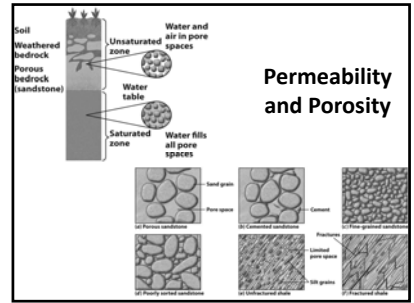 Soil
Weathered
bedrock
Porous
bedrock
(sandstone)
Unsaturated
zone
Water
table
Saturated
zone
Water and
air in pore
spaces
Water fills
all pore
spaces
Permeability
and Porosity
Sand grain
Pore space
(a) Porous sandstone
Cement
(b) Cemented sandstone
(c) Fine-grained sandstone
(d) Poorly sorted sandstone
Limited
pore space
Silt grains
(e) Unfractured shale
Fractures
(f) Fractured shale